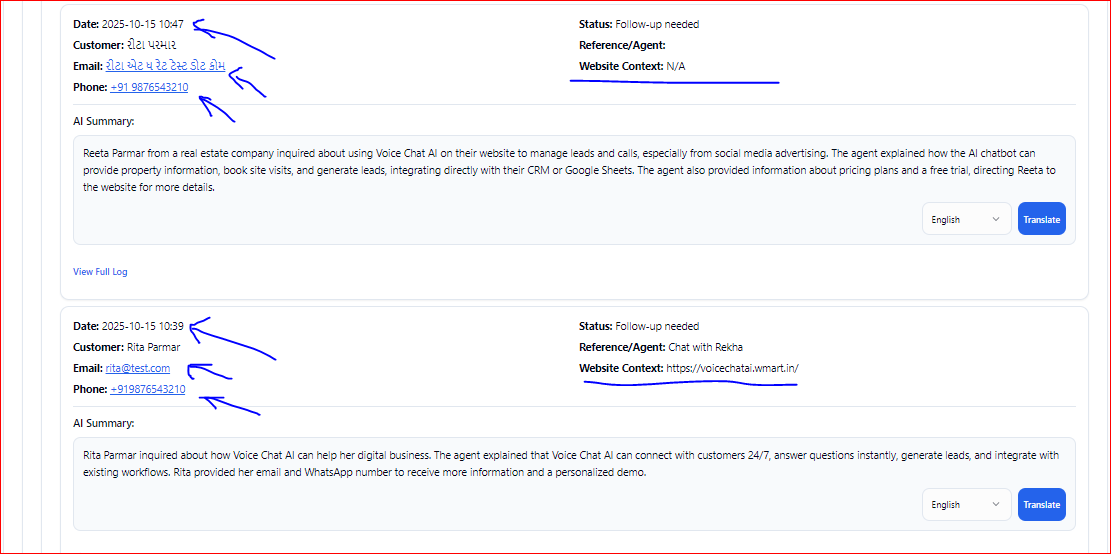 Date: 2025-10-15 10:47
Status: Follow-up needed
Customer: રીટા પરમાર
Reference/Agent:
Email: રીટા એટ ધ રેટ ટેસ્ટ ડોટ કોમ
Website Context: N/A
Phone: +91 9876543210
AI Summary:
Reeta Parmar from a real estate company inquired about using Voice Chat AI on their website to manage leads and calls, especially from social media advertising. The agent explained how the AI chatbot can
provide property information, book site visits, and generate leads, integrating directly with their CRM or Google Sheets. The agent also provided information about pricing plans and a free trial, directing Reeta to
the website for more details.
English
Translate
View Full Log
Date: 2025-10-15 10:39
Status: Follow-up needed
Customer: Rita Parmar
Reference/Agent: Chat with Rekha
Email: rita@test.com
Website Context: https://voicechatai.wmart.in/
Phone: +919876543210
AI Summary:
Rita Parmar inquired about how Voice Chat AI can help her digital business. The agent explained that Voice Chat AI can connect with customers 24/7, answer questions instantly, generate leads, and integrate with
existing workflows. Rita provided her email and WhatsApp number to receive more information and a personalized demo.
English
Translate